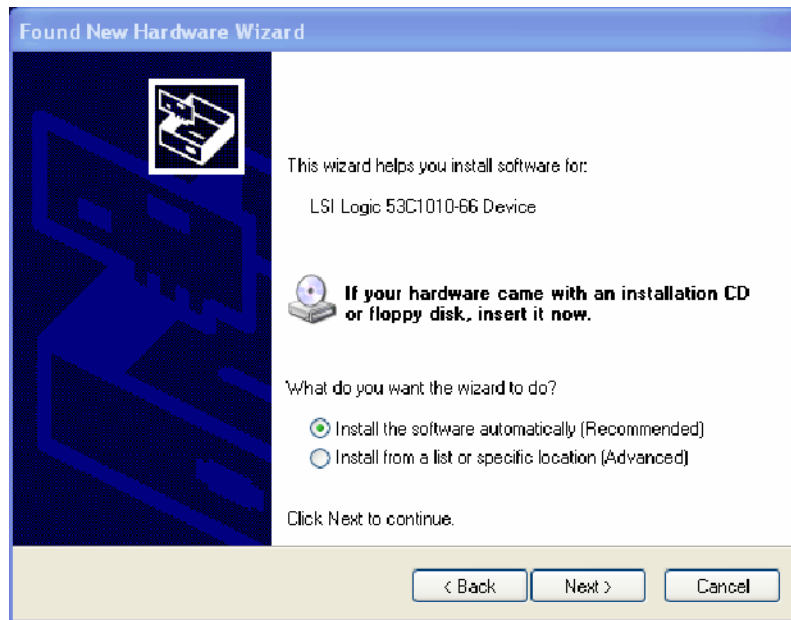 Found New Hardware Wizard
This wizard helps you install software for:
LSI Logic 53C1010-66 Device
If your hardware came with an installation CD
or floppy disk, insert it now.
What do you want the wizard to do?
Install the software automatically (Recommended)
Install from a list or specific location (Advanced)
Click Next to continue.
< Back
Next >
Cancel